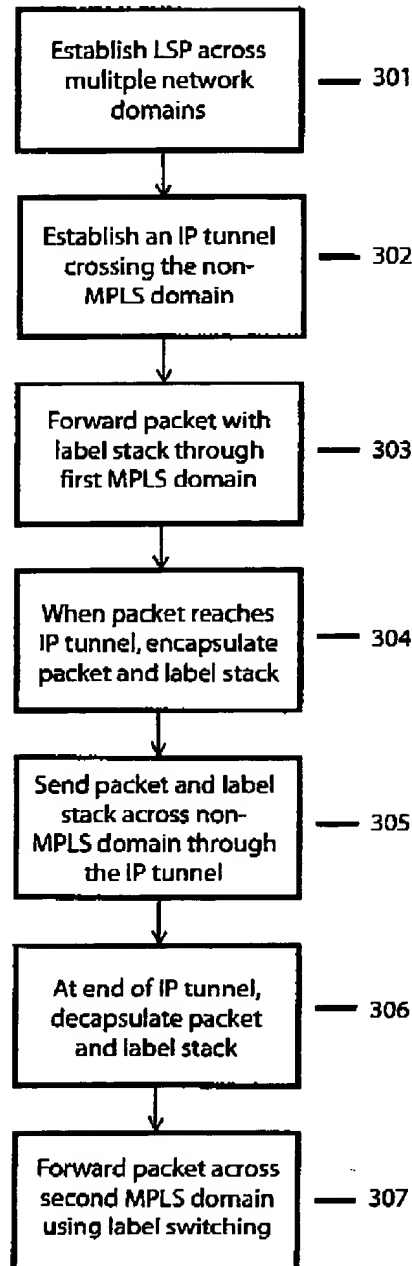 Establish LSP across
mulitple network
domains
301
Establish an IP tunnel
crossing the non-
MPLS domain
302
Forward packet with
label stack through
first MPLS domain
303
When packet reaches
IP tunnel, encapsulate
packet and label stack
304
Send packet and label
stack across non-
MPLS domain through
the IP tunnel
305
At end of IP tunnel,
decapsulate packet
and label stack
306
Forward packet across
second MPLS domain
using label switching
307